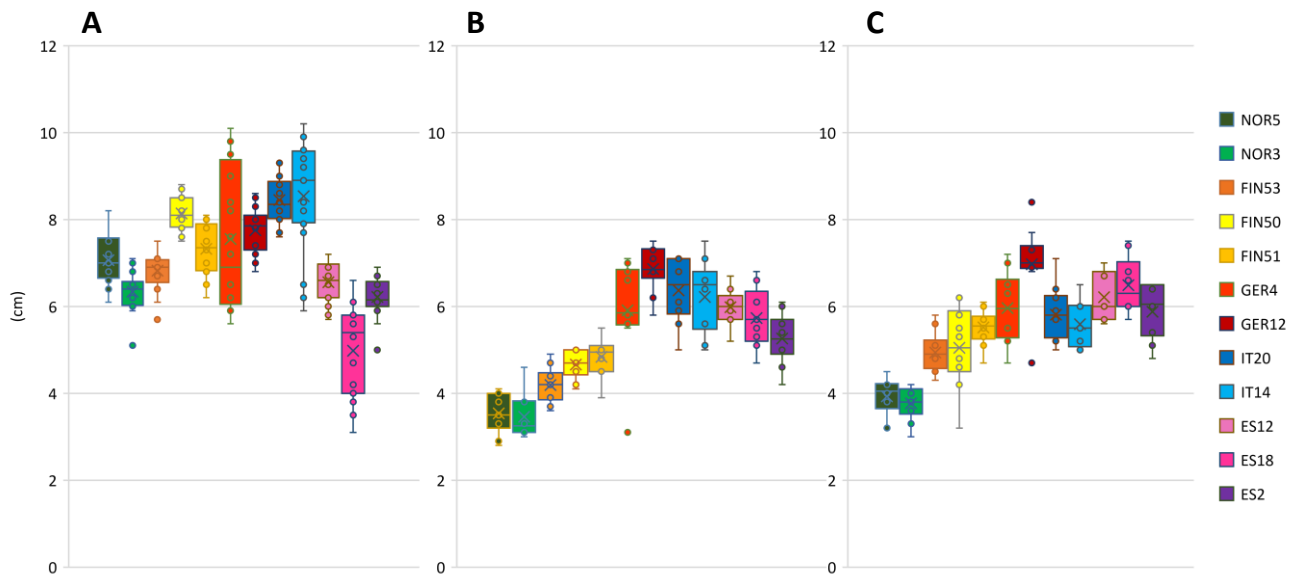 A B C
12 12 12
10 10 10
8 8 8
6 6 6
4 4 4
2 2 2
0 0 0
(cm)
NOR5
NOR3
FIN53
FIN50
FIN51
GER4
GER12
IT20
IT14
ES12
ES18
ES2